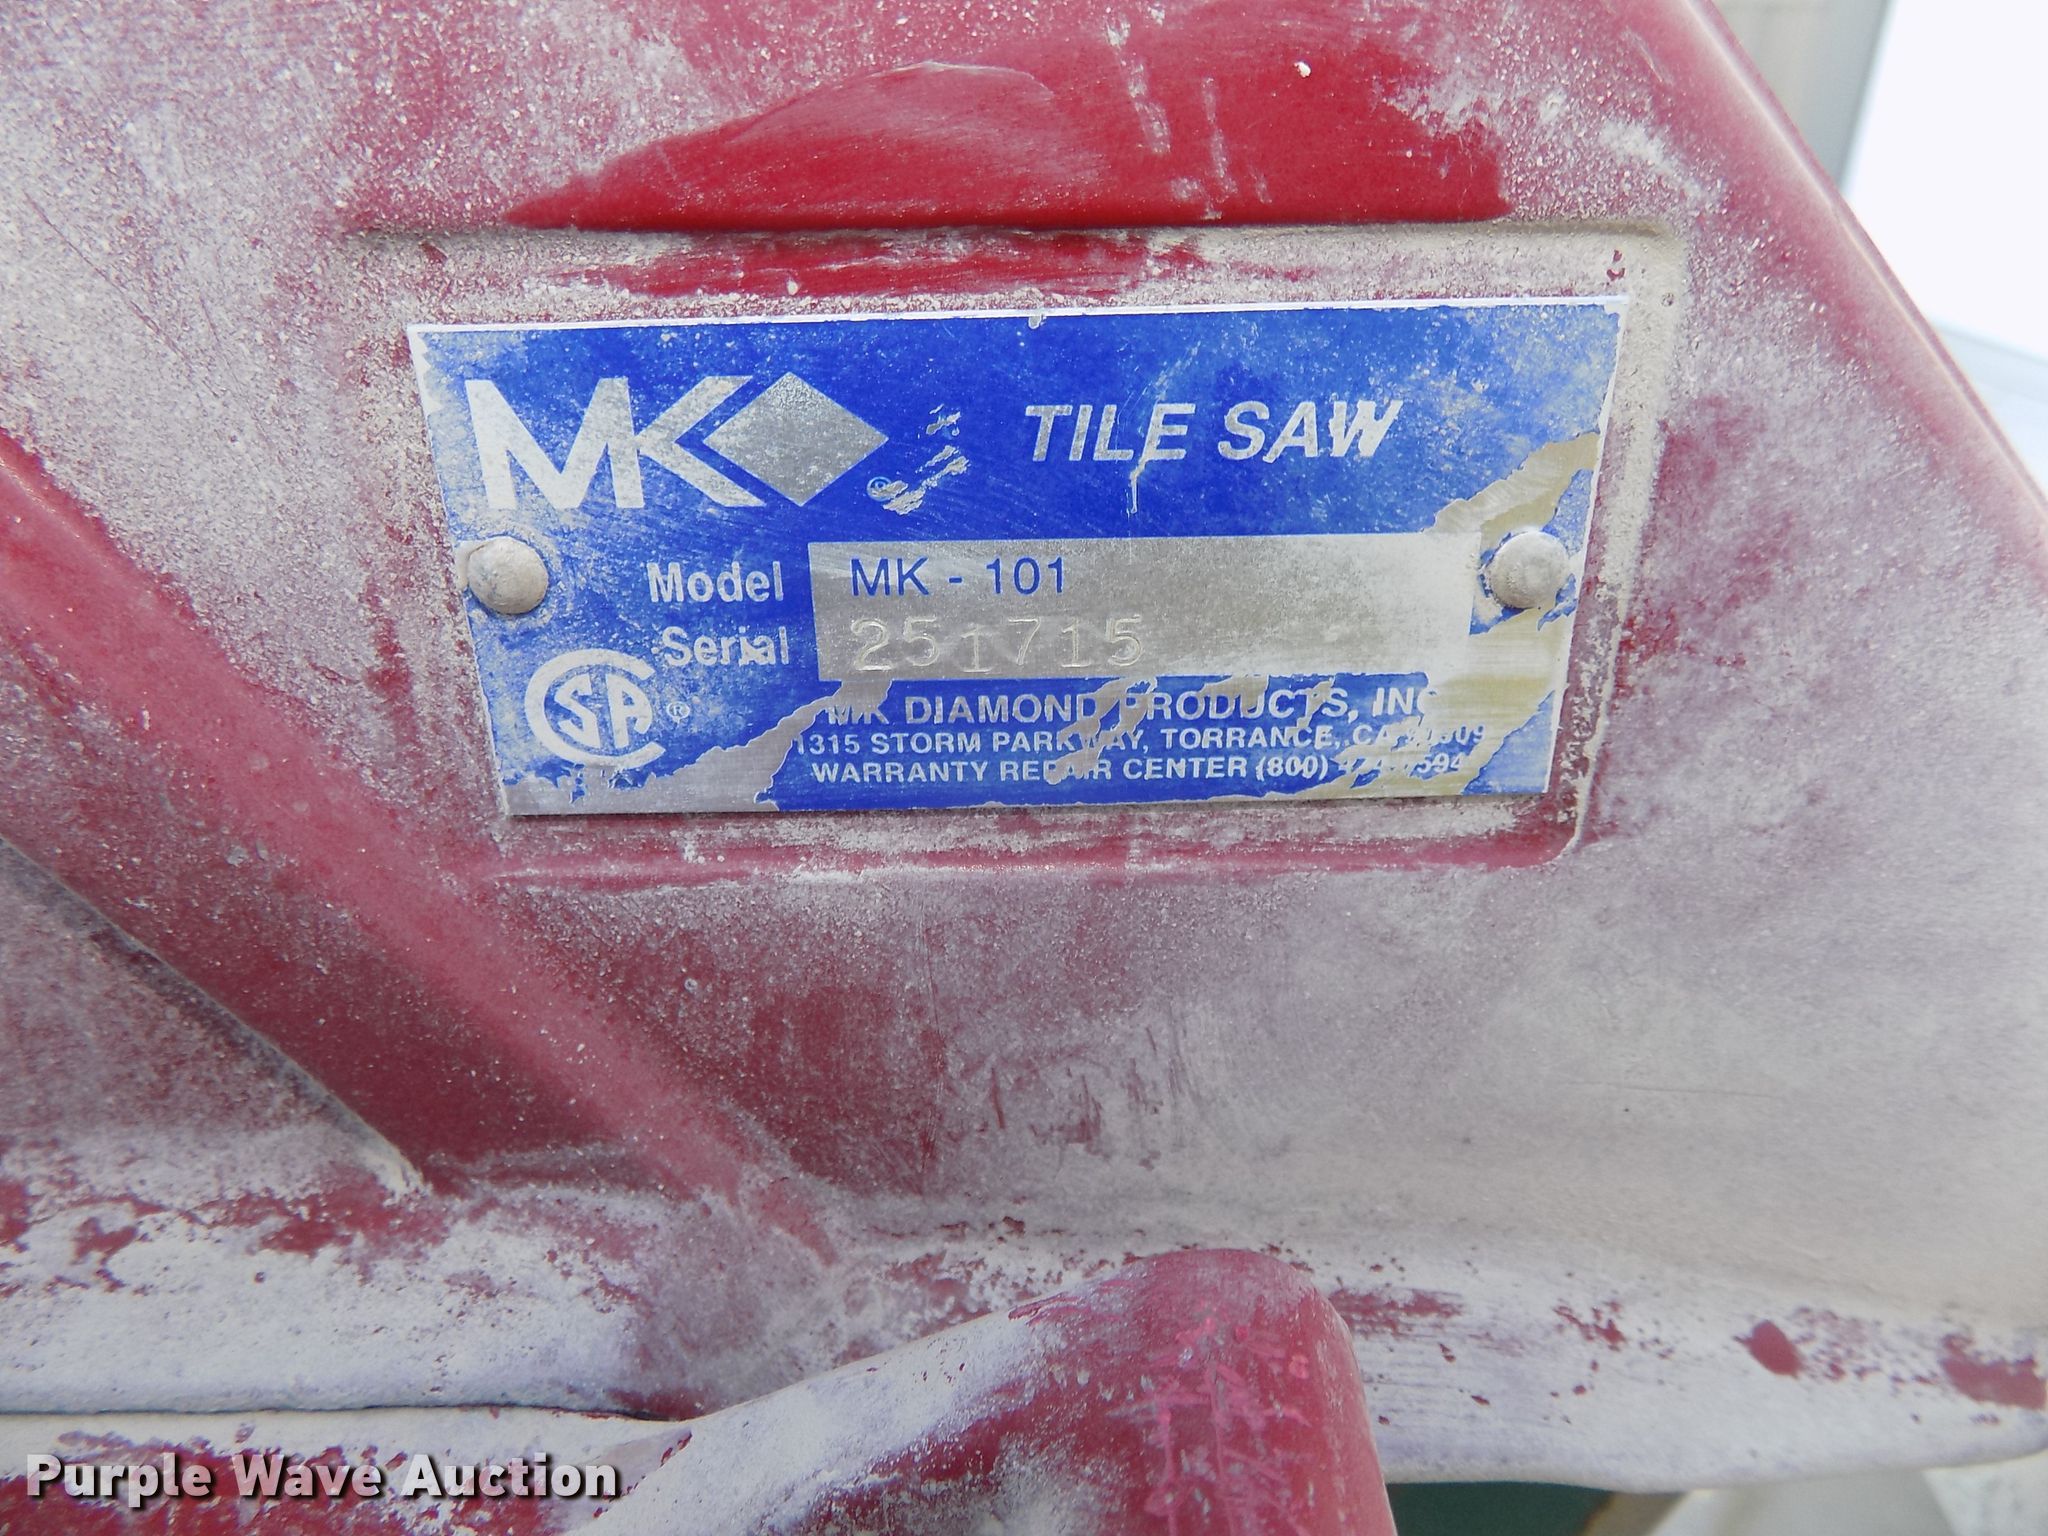 MK TILE SAW
Model MK - 101
Serial 251715
CSA ®
MK DIAMOND PRODUCTS, INC
1315 STORM PARKWAY, TORRANCE, CA
WARRANTY REPAIR CENTER (800)
Purple Wave Auction